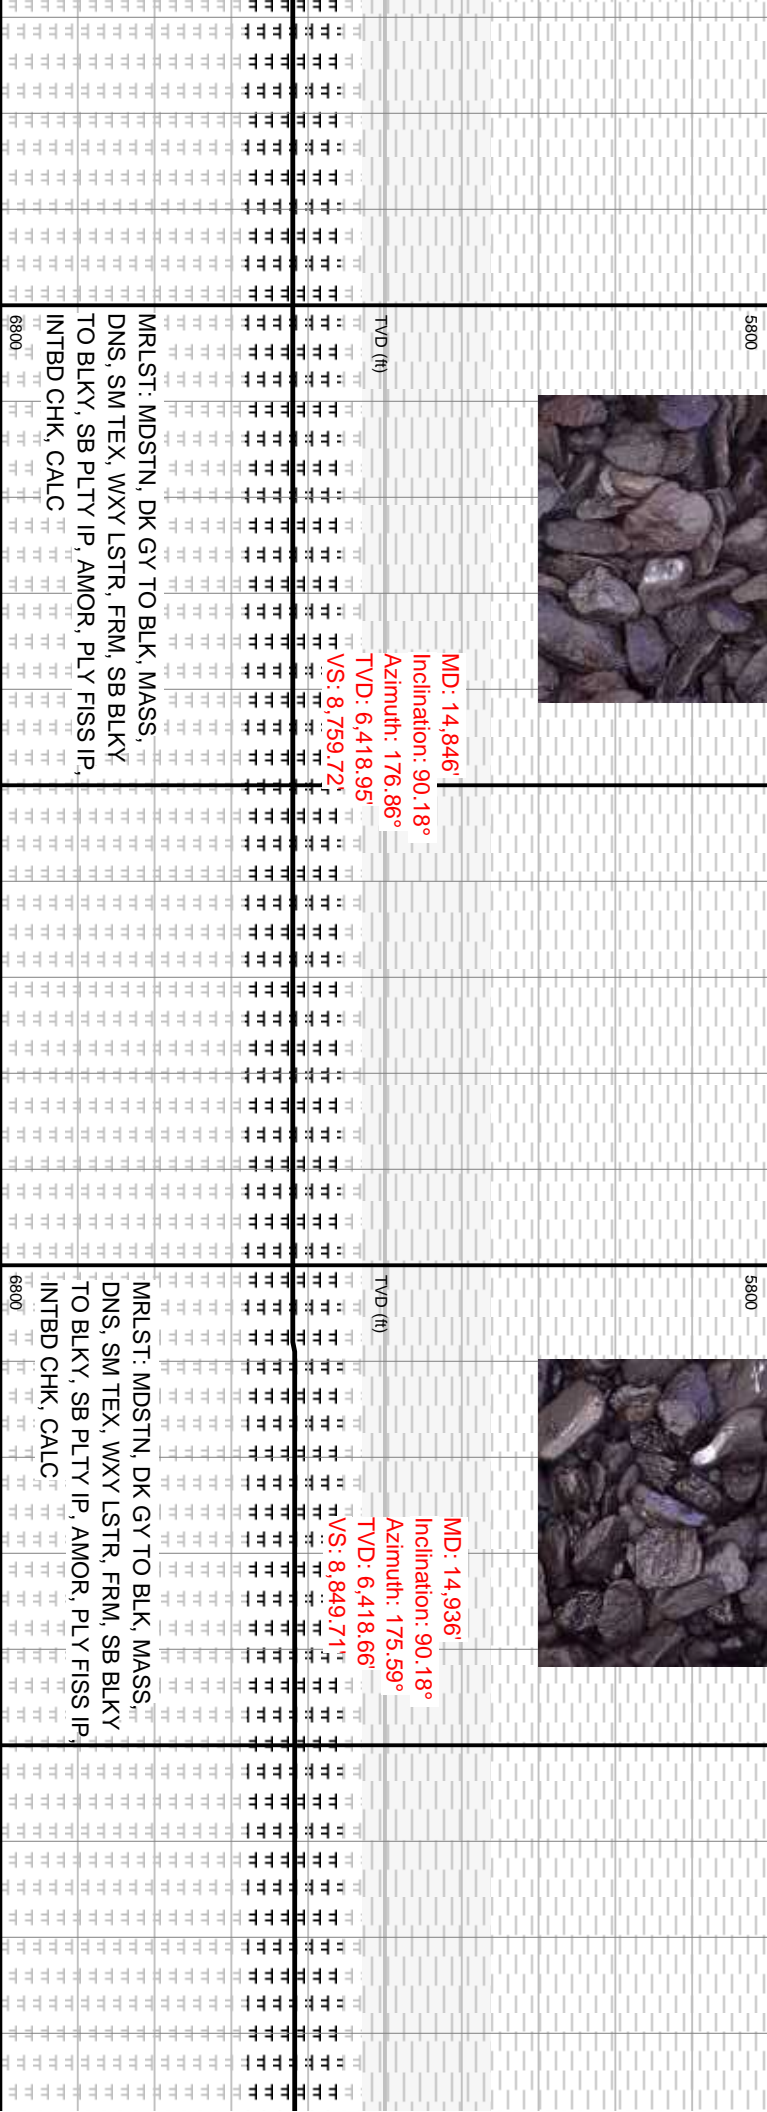 5800
TVD (ft)
6800
MD: 14,846'
Inclination: 90.18°
Azimuth: 176.86°
TVD: 6,418.95'
VS: 8,759.72'
MRLST: MDSTN, DK GY TO BLK, MASS,
DNS, SM TEX, WXY LSTR, FRM, SB BLKY
TO BLKY, SB PLTY IP, AMOR, PLY FISS IP,
INTBD CHK, CALC
5800
TVD (ft)
6800
MD: 14,936'
Inclination: 90.18°
Azimuth: 175.59°
TVD: 6,418.66'
VS: 8,849.71'
MRLST: MDSTN, DK GY TO BLK, MASS,
DNS, SM TEX, WXY LSTR, FRM, SB BLKY
TO BLKY, SB PLTY IP, AMOR, PLY FISS IP,
INTBD CHK, CALC